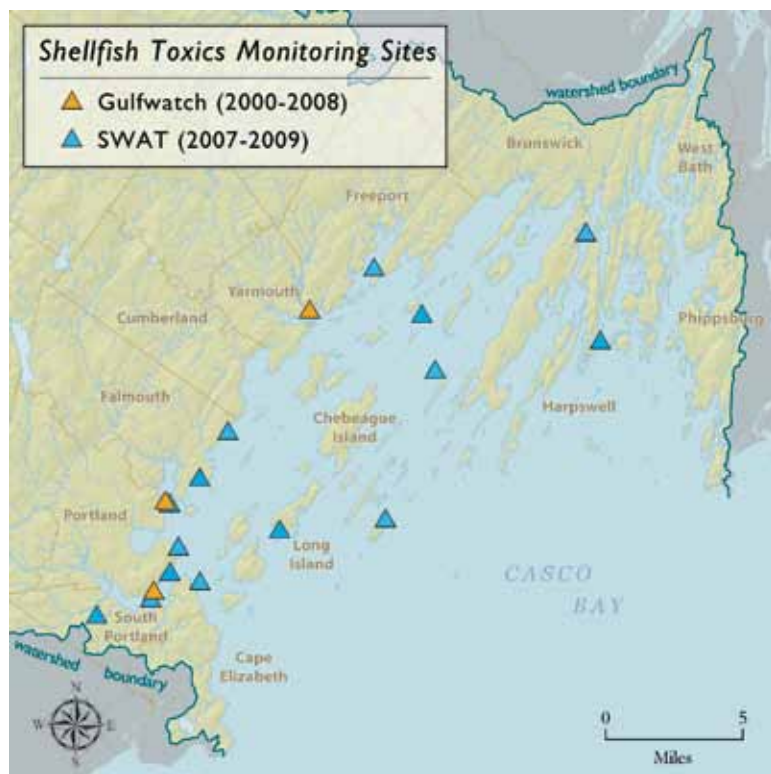 Shellfish Toxics Monitoring Sites
Gulfwatch (2000-2008)
SWAT (2007-2009)
watershed boundary
Brunswick
West
Bath
Freeport
Yarmouth
Cumberland
Phippsburg
Falmouth
Harpswell
Chebeague
Island
Portland
Long
Island
CASCO
BAY
South
Portland
Cape
Elizabeth
watershed boundary
N
W
E
S
0
5
Miles